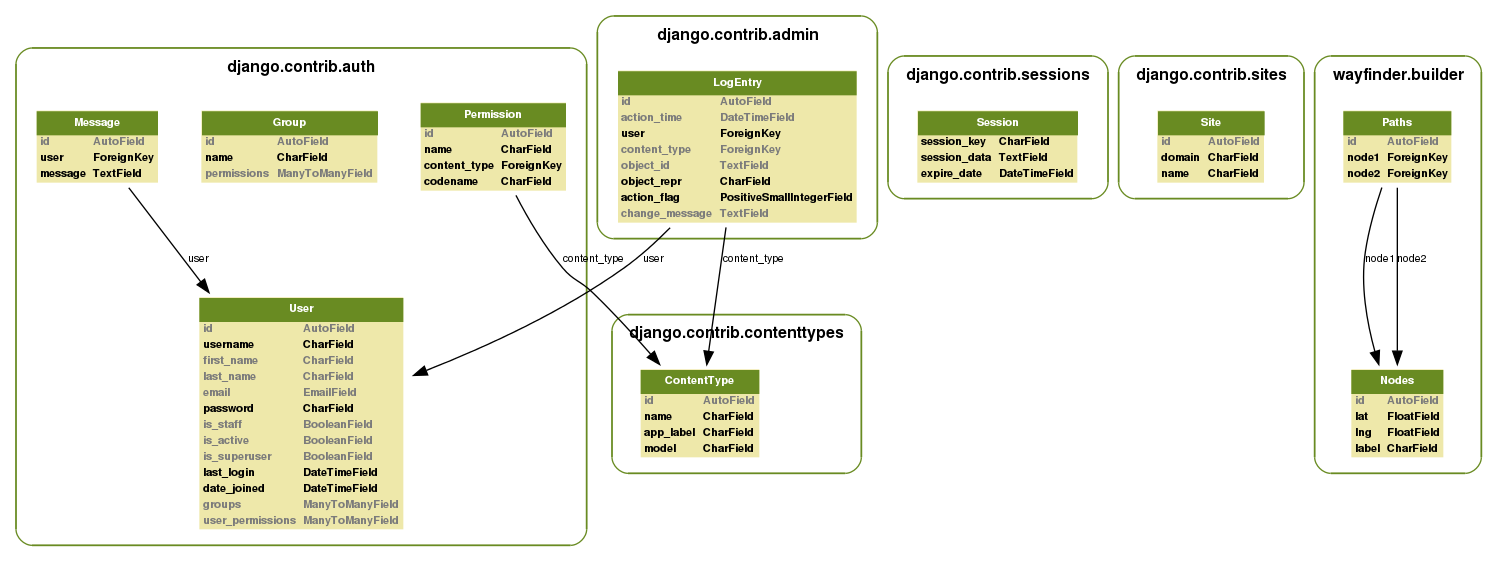 django.contrib.auth
Message
id AutoField
user ForeignKey
message TextField
Group
id AutoField
name CharField
permissions ManyToManyField
Permission
id AutoField
name CharField
content_type ForeignKey
codename CharField
user
content_type
User
id AutoField
username CharField
first_name CharField
last_name CharField
email EmailField
password CharField
is_staff BooleanField
is_active BooleanField
is_superuser BooleanField
last_login DateTimeField
date_joined DateTimeField
groups ManyToManyField
user_permissions ManyToManyField
django.contrib.admin
LogEntry
id AutoField
action_time DateTimeField
user ForeignKey
content_type ForeignKey
object_id TextField
object_repr CharField
action_flag PositiveSmallIntegerField
change_message TextField
user
content_type
django.contrib.contenttypes
ContentType
id AutoField
name CharField
app_label CharField
model CharField
django.contrib.sessions
Session
session_key CharField
session_data TextField
expire_date DateTimeField
django.contrib.sites
Site
id AutoField
domain CharField
name CharField
wayfinder.builder
Paths
id AutoField
node1 ForeignKey
node2 ForeignKey
node1 node2
Nodes
id AutoField
lat FloatField
lng FloatField
label CharField